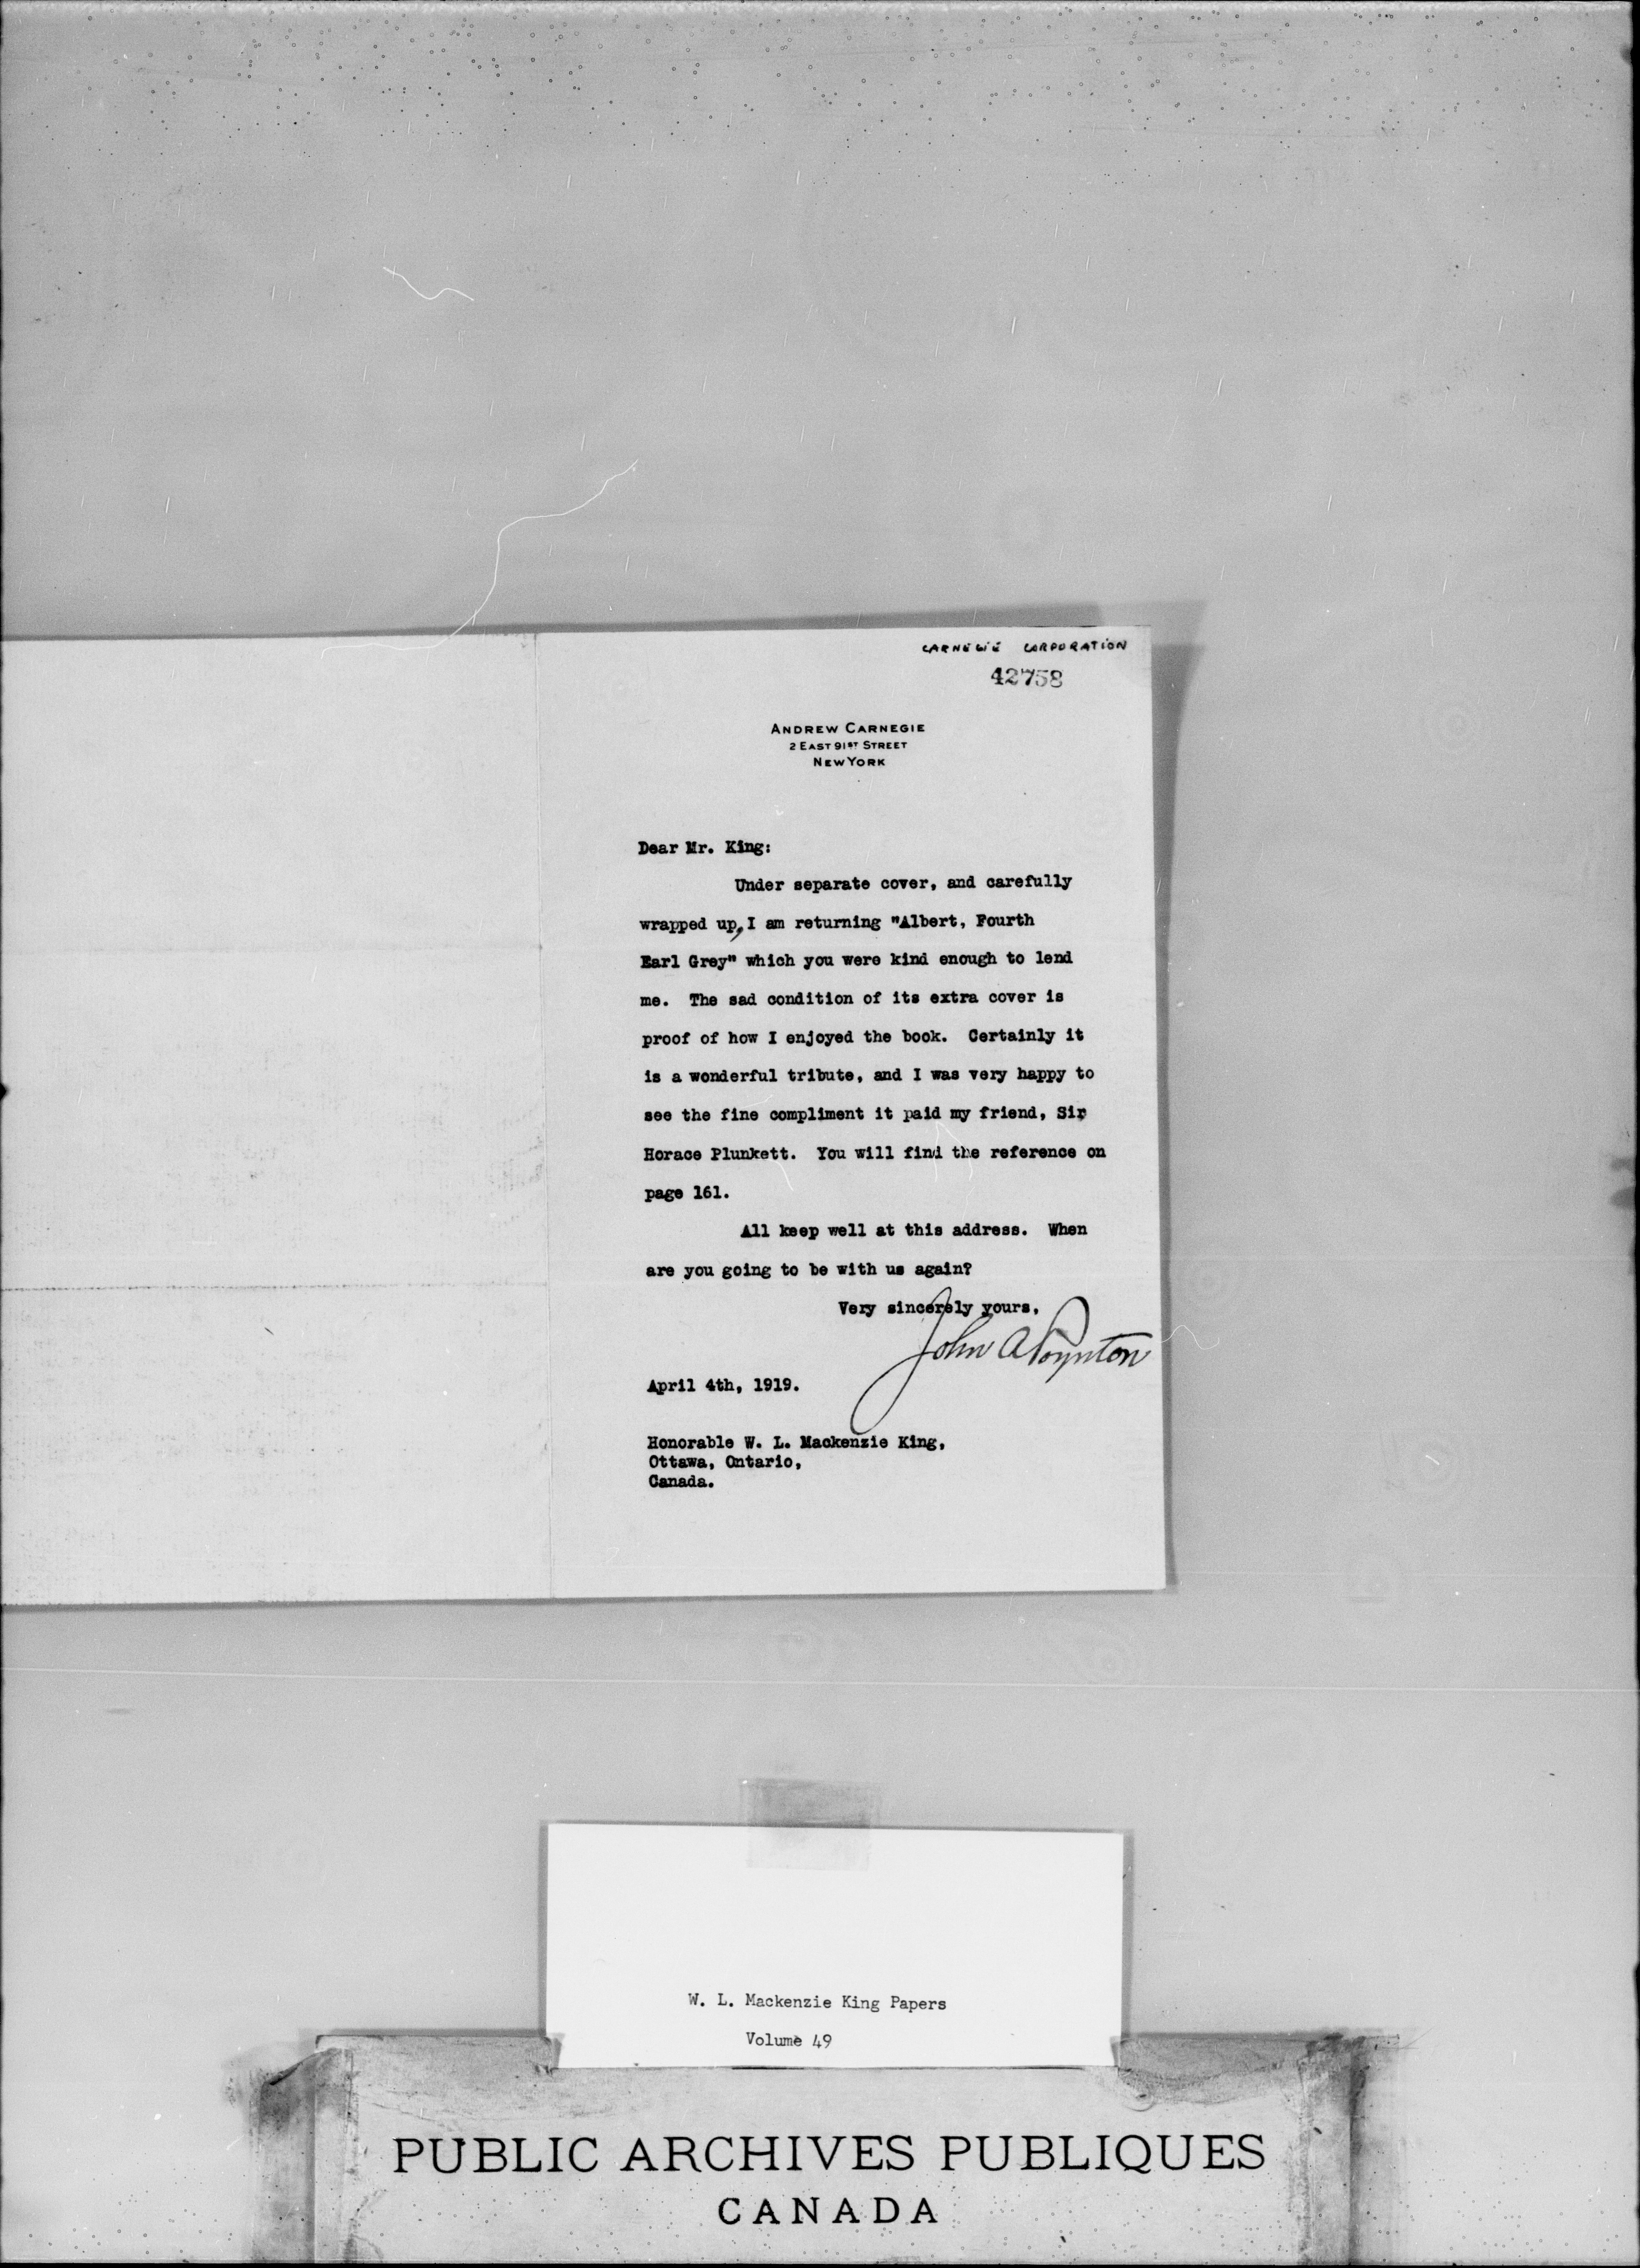 CARNEGIE CORPORATION
42758
ANDREW CARNEGIE
2 EAST 91ST STREET
NEW YORK
Dear Mr. King:
Under separate cover, and carefully
wrapped up, I am returning "Albert, Fourth
Earl Grey" which you were kind enough to lend
me. The sad condition of its extra cover is
proof of how I enjoyed the book. Certainly it
is a wonderful tribute, and I was very happy to
see the fine compliment it paid my friend, Sir
Horace Plunkett. You will find the reference on
page 161.
All keep well at this address. When
are you going to be with us again?
Very sincerely yours,
John A Poynton
April 4th, 1919.
Honorable W. L. Mackenzie King,
Ottawa, Ontario,
Canada.
W. L. Mackenzie King Papers
Volume 49
PUBLIC ARCHIVES PUBLIQUES
CANADA